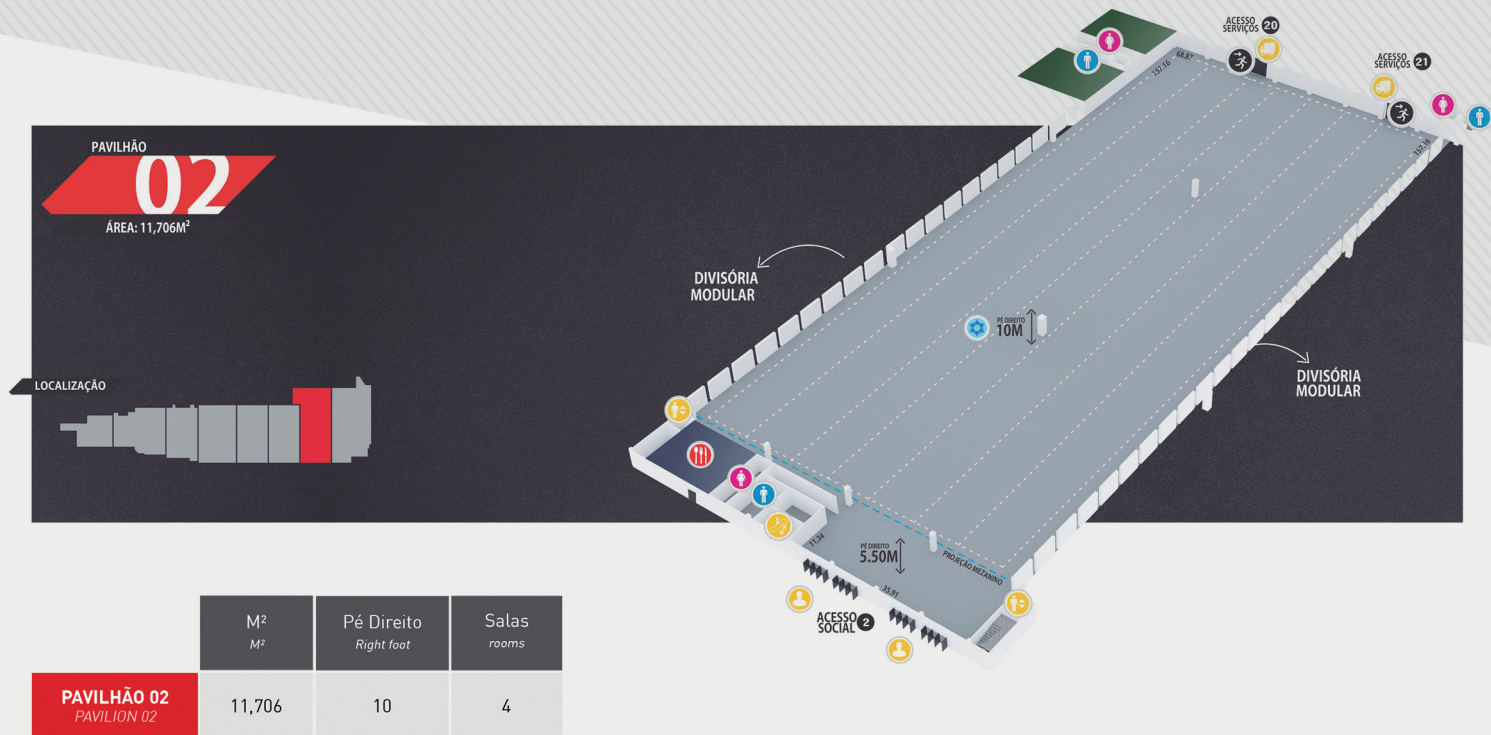 PAVILHÃO
02
ÁREA: 11,706M²
LOCALIZAÇÃO
ACESSO
SERVIÇOS 20
ACESSO
SERVIÇOS 21
157.16
68.87
157.16
DIVISÓRIA
MODULAR
PÉ DIREITO
10M
DIVISÓRIA
MODULAR
11.34
PÉ DIREITO
5.50M
PROJEÇÃO MEZANINO
35.91
ACESSO
SOCIAL 2
M² Pé Direito Salas
M² Right foot rooms
PAVILHÃO 02 11,706 10 4
PAVILION 02